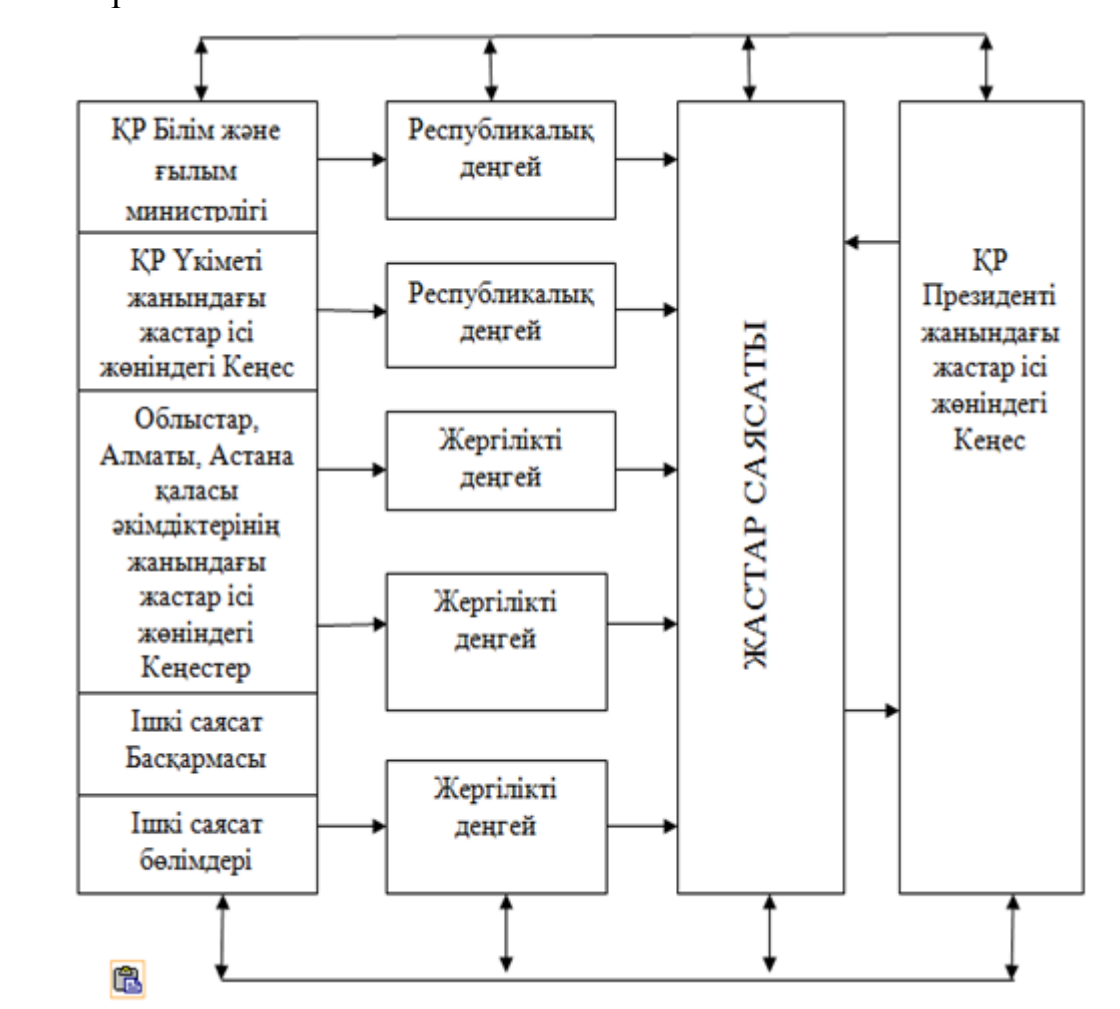 ҚР Білім және
ғылым
министрлігі
ҚР Үкіметі
жанындағы
жастар ісі
жөніндегі Кеңес
Облыстар,
Алматы, Астана
қаласы
әкімдіктерінің
жанындағы
жастар ісі
жөніндегі
Кеңестер
Ішкі саясат
Басқармасы
Ішкі саясат
бөлімдері
Республикалық
деңгей
Республикалық
деңгей
Жергілікті
деңгей
Жергілікті
деңгей
Жергілікті
деңгей
ЖАСТАР САЯСАТЫ
ҚР
Президенті
жанындағы
жастар ісі
жөніндегі
Кеңес